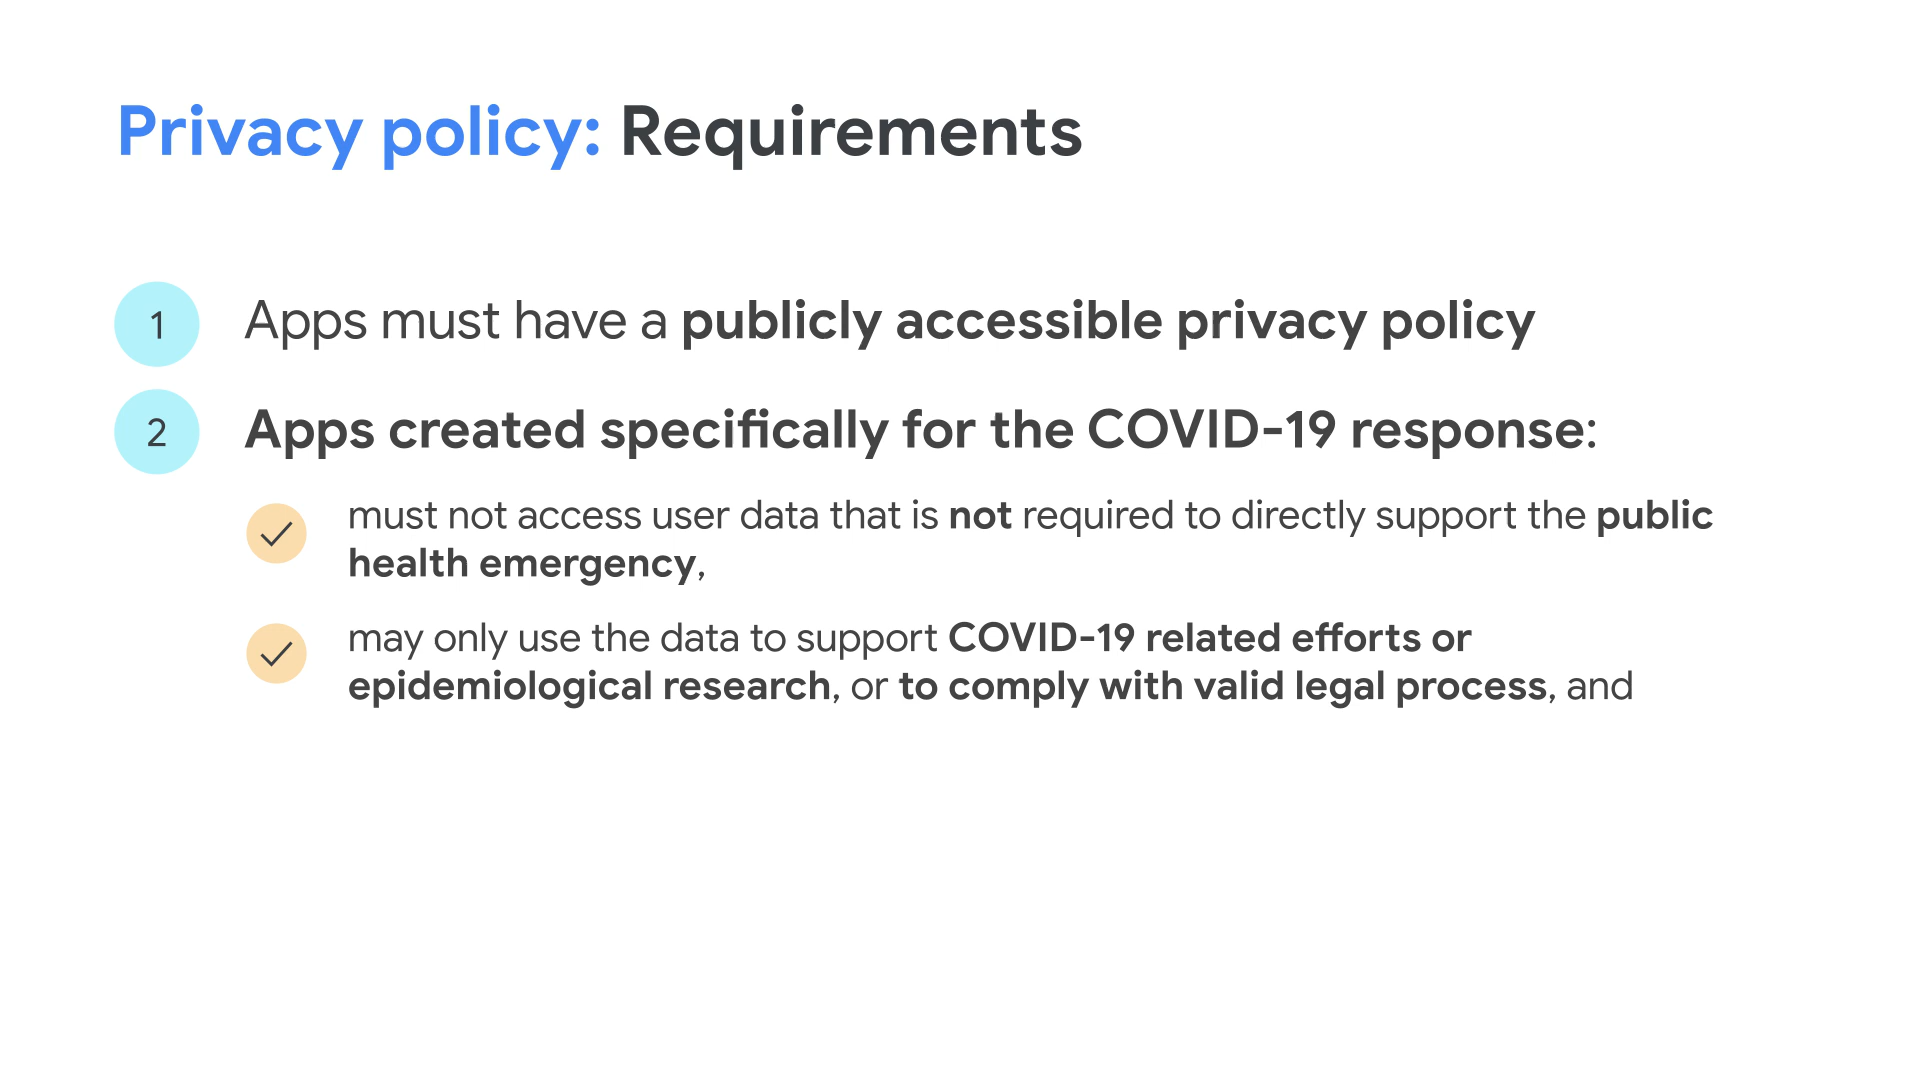 Privacy policy: Requirements
1 Apps must have a publicly accessible privacy policy
2 Apps created specifically for the COVID-19 response:
must not access user data that is not required to directly support the public
health emergency,
may only use the data to support COVID-19 related efforts or
epidemiological research, or to comply with valid legal process, and